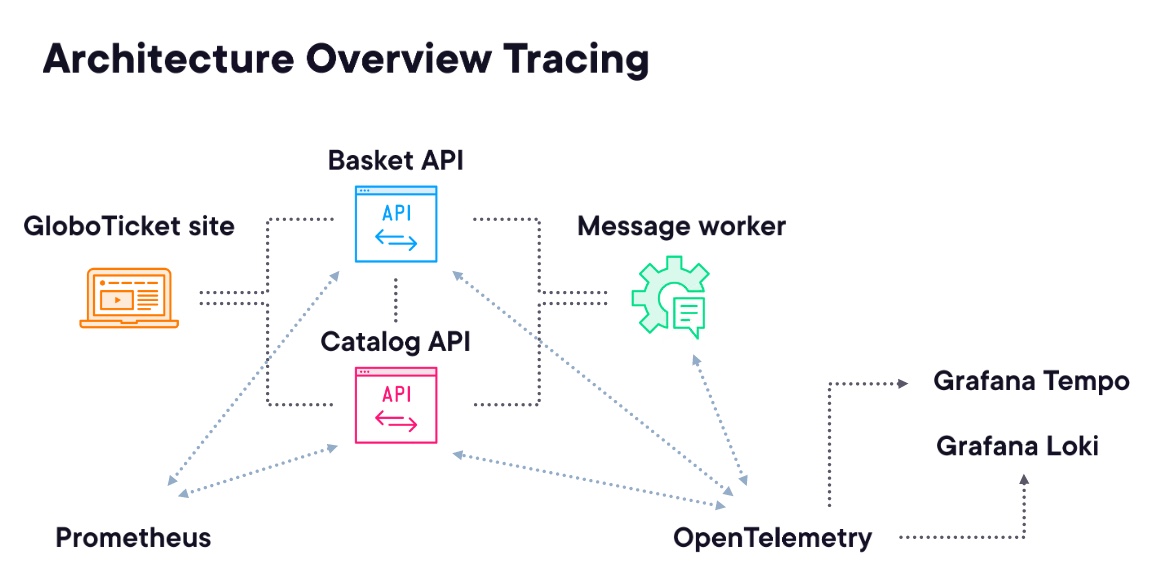 Architecture Overview Tracing
Basket API
API
GloboTicket site
Message worker
Catalog API
API
Grafana Tempo
Grafana Loki
Prometheus
OpenTelemetry